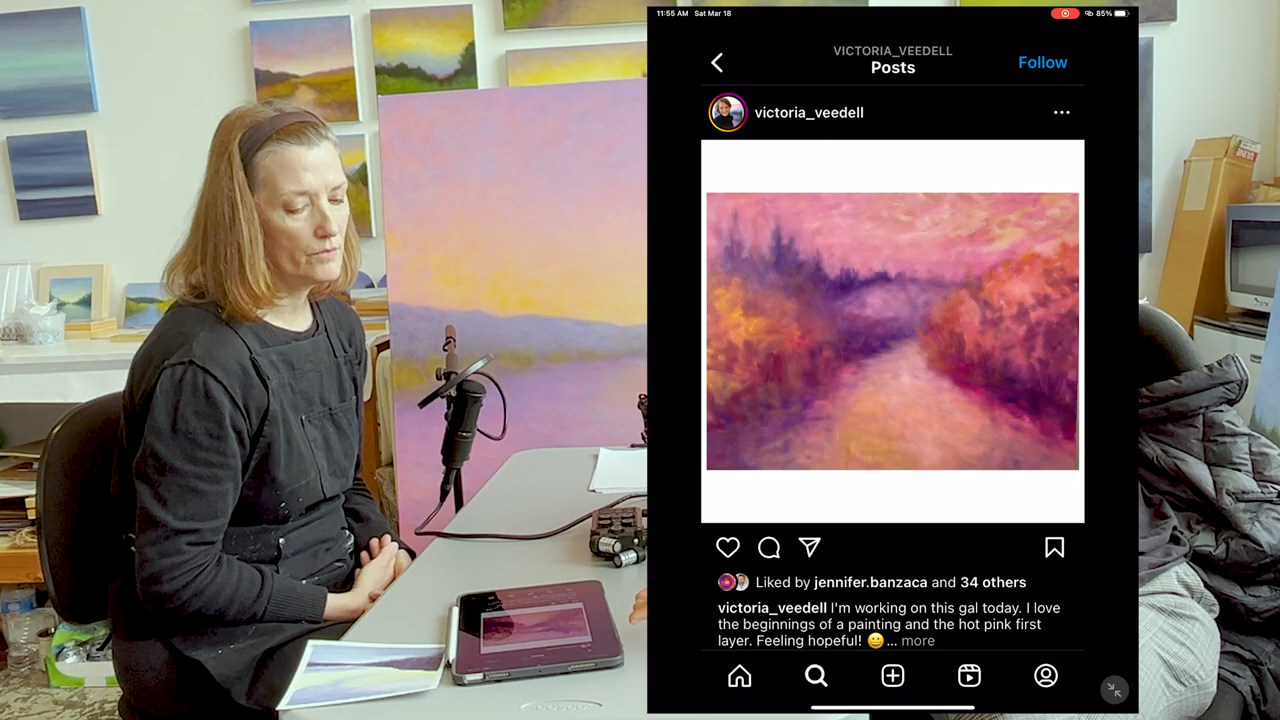 11:55 AM Sat Mar 18
85%
VICTORIA_VEEDELL
Posts
Follow
victoria_veedell
Liked by jennifer.banzaca and 34 others
victoria_veedell I'm working on this gal today. I love
the beginnings of a painting and the hot pink first
layer. Feeling hopeful! 😀... more